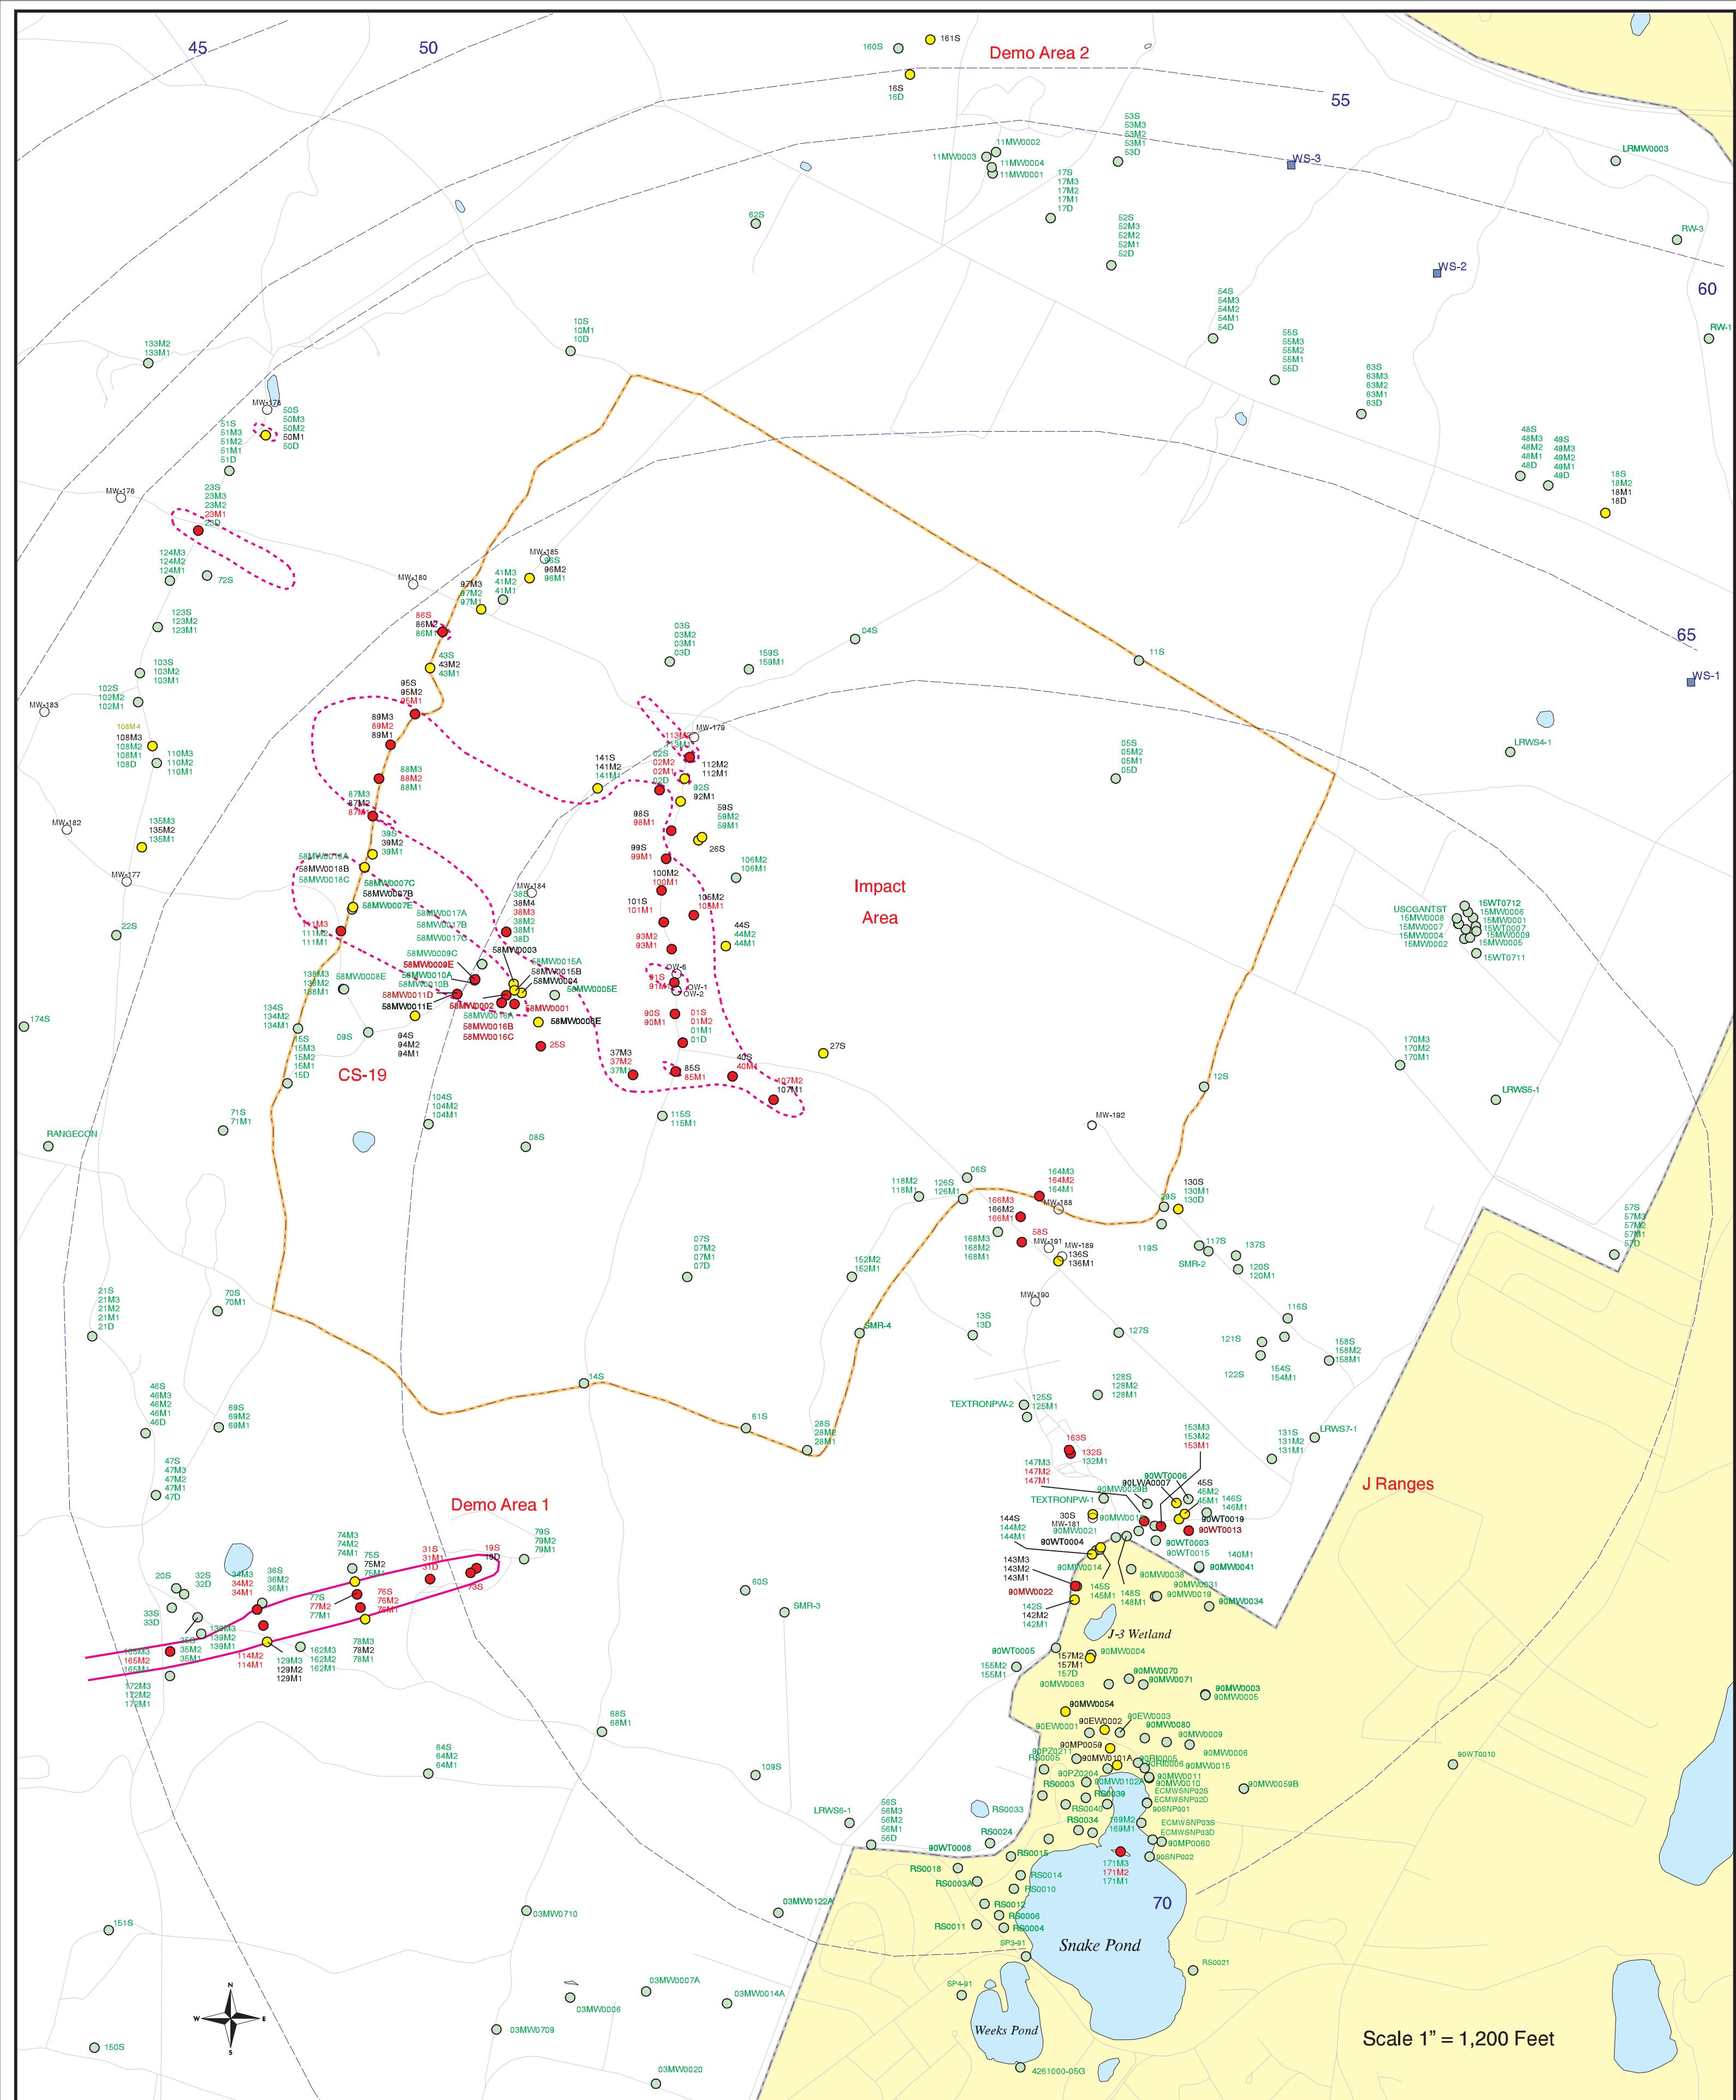 45
50
160S
161S
Demo Area 2
16S
16D
55
53S
53M3
53M2
53M1
53D
11MW0002
11MW0003
11MW0004
11MW0001
17S
17M3
17M2
17M1
17D
WS-3
LRMW0003
62S
52S
52M3
52M2
52M1
52D
RW-3
WS-2
60
54S
54M3
54M2
54M1
54D
RW-1
10S
10M1
10D
133M2
133M1
55S
55M3
55M2
55M1
55D
63S
63M3
63M2
63M1
63D
MW-178
50S
50M3
50M2
50M1
50D
51S
51M3
51M2
51M1
51D
48S
48M3
48M2
48M1
48D
49S
49M3
49M2
49M1
49D
18S
18M2
18M1
18D
MW-176
23S
23M3
23M2
23M1
23D
124M3
124M2
124M1
72S
MW-185
96S
96M2
96M1
MW-180
41M3
41M2
41M1
97M3
97M2
97M1
123S
123M2
123M1
86S
86M2
86M1
03S
03M2
03M1
03D
04S
159S
159M1
11S
65
WS-1
43S
43M2
43M1
103S
103M2
103M1
102S
102M2
102M1
MW-183
95S
95M2
95M1
89M3
89M2
89M1
108M4
108M3
108M2
108M1
108D
110M3
110M2
110M1
MW-179
113M2
113M1
112M2
112M1
141S
141M2
141M1
02S
02M2
02M1
02D
92S
92M1
05S
05M2
05M1
05D
LRWS4-1
88M3
88M2
88M1
87M3
87M2
87M1
MW-182
135M3
135M2
135M1
98S
98M1
59S
59M2
59M1
26S
39S
39M2
39M1
99S
99M1
106M2
106M1
Impact
Area
MW-177
58MW0018A
58MW0018B
58MW0018C
58MW0007C
58MW0007B
58MW0007E
100M2
100M1
MW-184
38S
38M4
38M3
38M2
38M1
38D
101S
101M1
105M2
105M1
58MW0017A
58MW0017B
58MW0017C
111M3
111M2
111M1
22S
93M2
93M1
44S
44M2
44M1
USCGANTST
15MW0008
15MW0007
15MW0004
15MW0002
15WT0712
15MW0006
15MW0001
15WT0007
15MW0009
15MW0005
15WT0711
58MW0003
58MW0009C
58MW0009E
58MW0010A
58MW0010B
58MW0015A
58MW0015B
58MW0004
58MW0005E
OW-6
OW-1
OW-2
91S
91M1
138M3
138M2
138M1
58MW0008E
58MW0011D
58MW0011E
58MW0002
58MW0001
58MW0016A
58MW0016B
58MW0016C
58MW0006E
90S
90M1
01S
01M2
01M1
01D
134S
134M2
134M1
174S
09S
94S
94M2
94M1
25S
27S
15S
15M3
15M2
15M1
15D
CS-19
37M3
37M2
37M1
85S
85M1
40S
40M1
107M2
107M1
170M3
170M2
170M1
12S
LRWS5-1
71S
71M1
104S
104M2
104M1
08S
115S
115M1
MW-192
RANGECON
118M2
118M1
126S
126M1
06S
164M3
164M2
164M1
166M3
166M2
166M1
MW-188
29S
130S
130M1
130D
58S
MW-191
MW-189
136S
136M1
168M3
168M2
168M1
119S
117S
SMR-2
137S
120S
120M1
57S
57M3
57M2
57M1
57D
07S
07M2
07M1
07D
152M2
152M1
21S
21M3
21M2
21M1
21D
70S
70M1
MW-190
13S
13D
SMR-4
127S
116S
121S
122S
154S
154M1
158S
158M2
158M1
14S
46S
46M3
46M2
46M1
46D
69S
69M2
69M1
61S
28S
28M2
28M1
TEXTRONPW-2
125S
125M1
128S
128M2
128M1
163S
132S
132M1
131S
131M2
131M1
LRWS7-1
J Ranges
47S
47M3
47M2
47M1
47D
Demo Area 1
147M3
147M2
147M1
153M3
153M2
153M1
90LWA0007
90WT0006
90MW0029B
45S
45M2
45M1
146S
146M1
TEXTRONPW-1
30S
MW-181
90MW0021
90WT0019
90WT0013
144S
144M2
144M1
90WT0004
90WT0003
90WT0015
140M1
90MW0041
74M3
74M2
74M1
75S
75M2
75M1
31S
31M1
31D
19S
19D
73S
79S
79M2
79M1
90MW0014
143M3
143M2
143M1
90MW0022
90MW0038
90MW0031
90MW0019
90MW0034
145S
145M1
148S
148M1
20S
32S
32D
34M3
34M2
34M1
36S
36M2
36M1
77S
77M2
77M1
76S
76M2
76M1
60S
SMR-3
33S
33D
35S
35M2
35M1
139M3
139M2
139M1
142S
142M2
142M1
J-3 Wetland
165M3
165M2
165M1
114M2
114M1
129M3
129M2
129M1
162M3
162M2
162M1
78M3
78M2
78M1
172M3
172M2
172M1
90WT0005
155M2
155M1
157M2
157M1
157D
90MW0004
90MW0063
90MW0070
90MW0071
90MW0003
90MW0005
68S
68M1
90MW0054
90EW0001
90EW0002
90EW0003
90MW0080
90MW0009
90MW0006
90MP0059
90PZ0211
RS0005
90MW0101A
90RI0005
90RI0006
90MW0015
90MW0011
90MW0010
90PZ0204
90MW0102A
64S
64M2
64M1
109S
90WT0010
90MW0059B
RS0003
RS0039
RS0040
ECMWSNP02S
ECMWSNP02D
90SNP001
LRWS6-1
56S
56M3
56M2
56M1
56D
RS0033
RS0024
RS0034
169M2
169M1
ECMWSNP03S
ECMWSNP03D
90MP0060
90SNP002
90WT0008
RS0015
RS0018
RS0014
RS0003A
RS0010
171M3
171M2
171M1
RS0012
RS0006
RS0011
RS0004
70
03MW0710
03MW0122A
151S
SP3-91
Snake Pond
RS0021
03MW0007A
03MW0006
03MW0014A
SP4-91
N
W
E
S
03MW0709
Weeks Pond
Scale 1” = 1,200 Feet
150S
03MW0020
4261000-05G